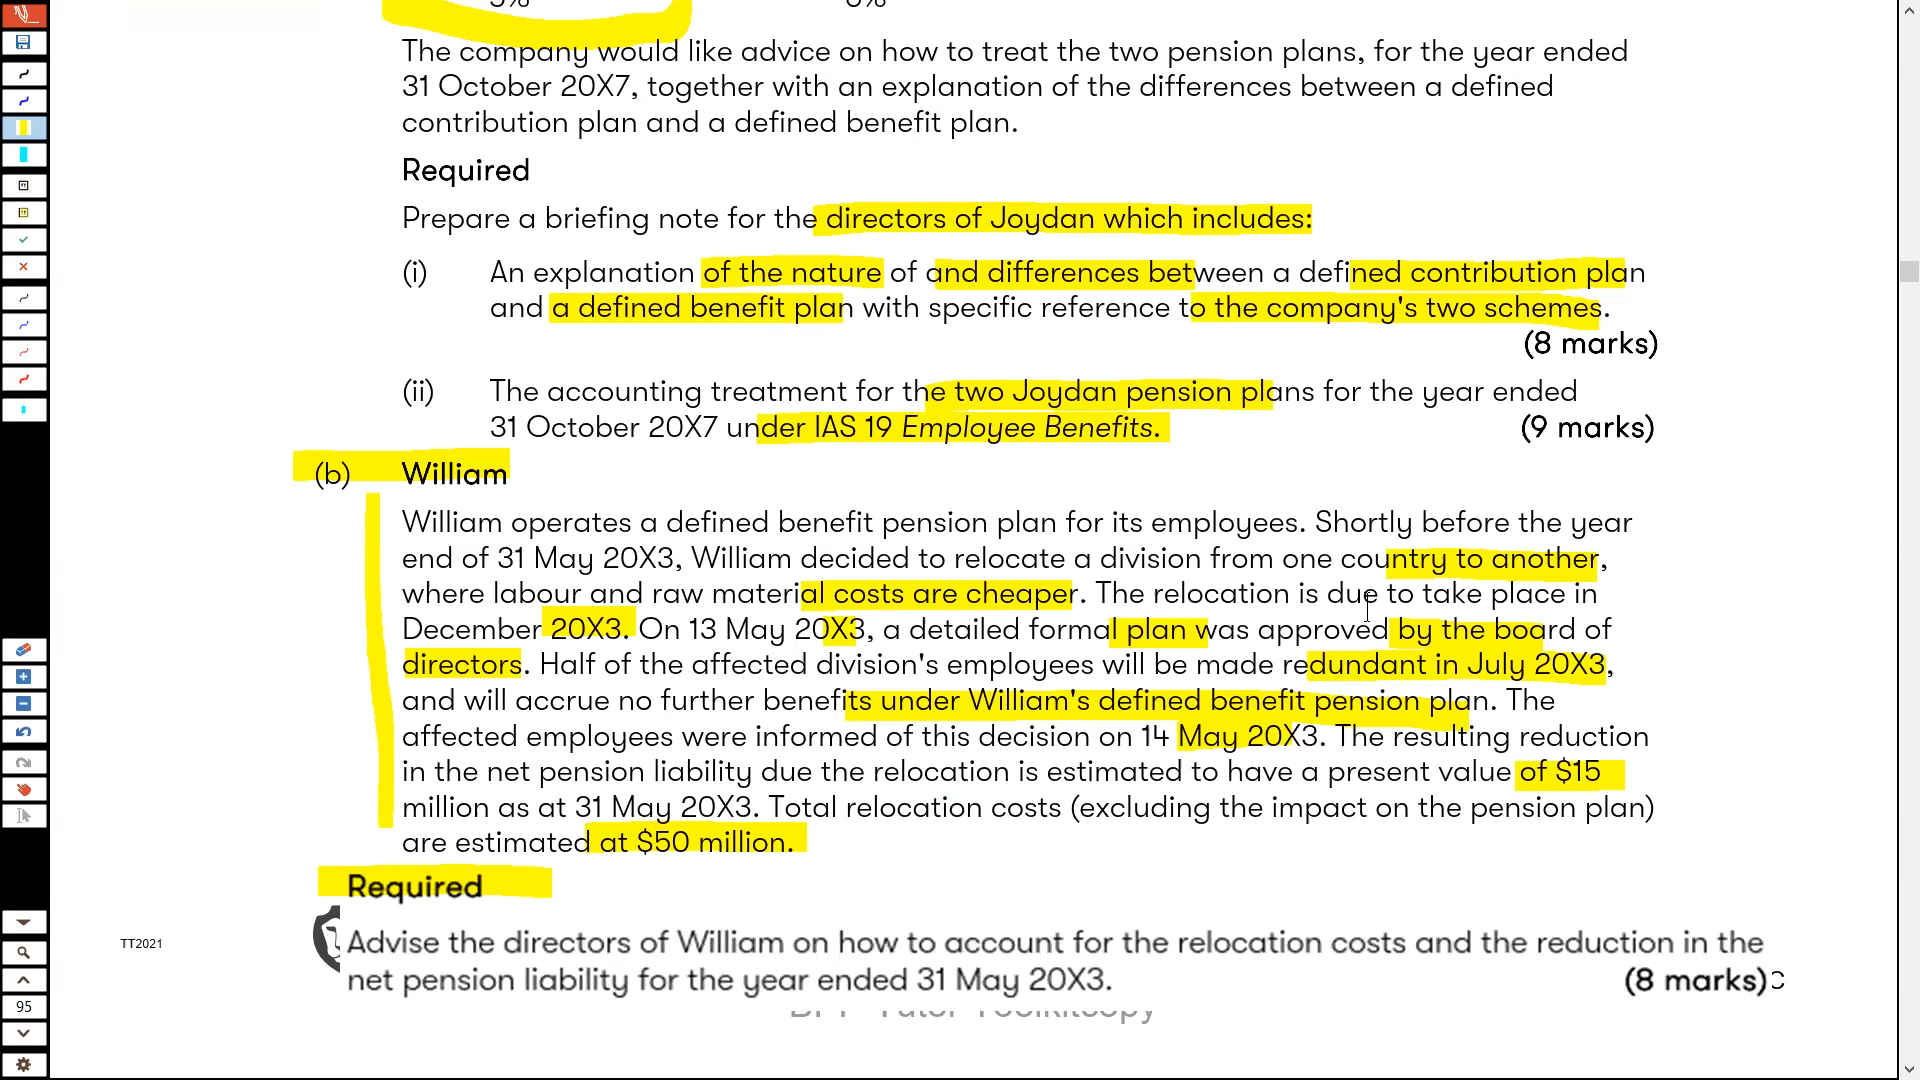 The company would like advice on how to treat the two pension plans, for the year ended
31 October 20X7, together with an explanation of the differences between a defined
contribution plan and a defined benefit plan.
Required
Prepare a briefing note for the directors of Joydan which includes:
(i) An explanation of the nature of and differences between a defined contribution plan
and a defined benefit plan with specific reference to the company's two schemes.
(8 marks)
(ii) The accounting treatment for the two Joydan pension plans for the year ended
31 October 20X7 under IAS 19 Employee Benefits. (9 marks)
(b) William
William operates a defined benefit pension plan for its employees. Shortly before the year
end of 31 May 20X3, William decided to relocate a division from one country to another,
where labour and raw material costs are cheaper. The relocation is due to take place in
December 20X3. On 13 May 20X3, a detailed formal plan was approved by the board of
directors. Half of the affected division's employees will be made redundant in July 20X3,
and will accrue no further benefits under William's defined benefit pension plan. The
affected employees were informed of this decision on 14 May 20X3. The resulting reduction
in the net pension liability due the relocation is estimated to have a present value of $15
million as at 31 May 20X3. Total relocation costs (excluding the impact on the pension plan)
are estimated at $50 million.
Required
TT2021
Advise the directors of William on how to account for the relocation costs and the reduction in the
net pension liability for the year ended 31 May 20X3. (8 marks)
95